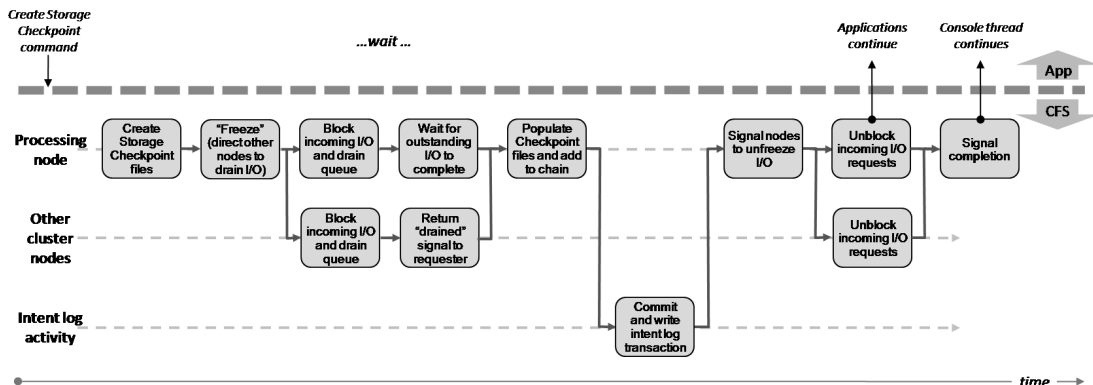 Create Storage
Checkpoint
command
...wait ...
Applications
continue
Console thread
continues
App
CFS
Processing
node
Create
Storage
Checkpoint
files
"Freeze"
(direct other
nodes to
drain I/O)
Block
incoming I/O
and drain
queue
Wait for
outstanding
I/O to
complete
Populate
Checkpoint
files and add
to chain
Signal nodes
to unfreeze
I/O
Unblock
incoming I/O
requests
Signal
completion
Other
cluster
nodes
Block
incoming I/O
and drain
queue
Return
"drained"
signal to
requester
Unblock
incoming I/O
requests
Intent log
activity
Commit
and write
intent log
transaction
time